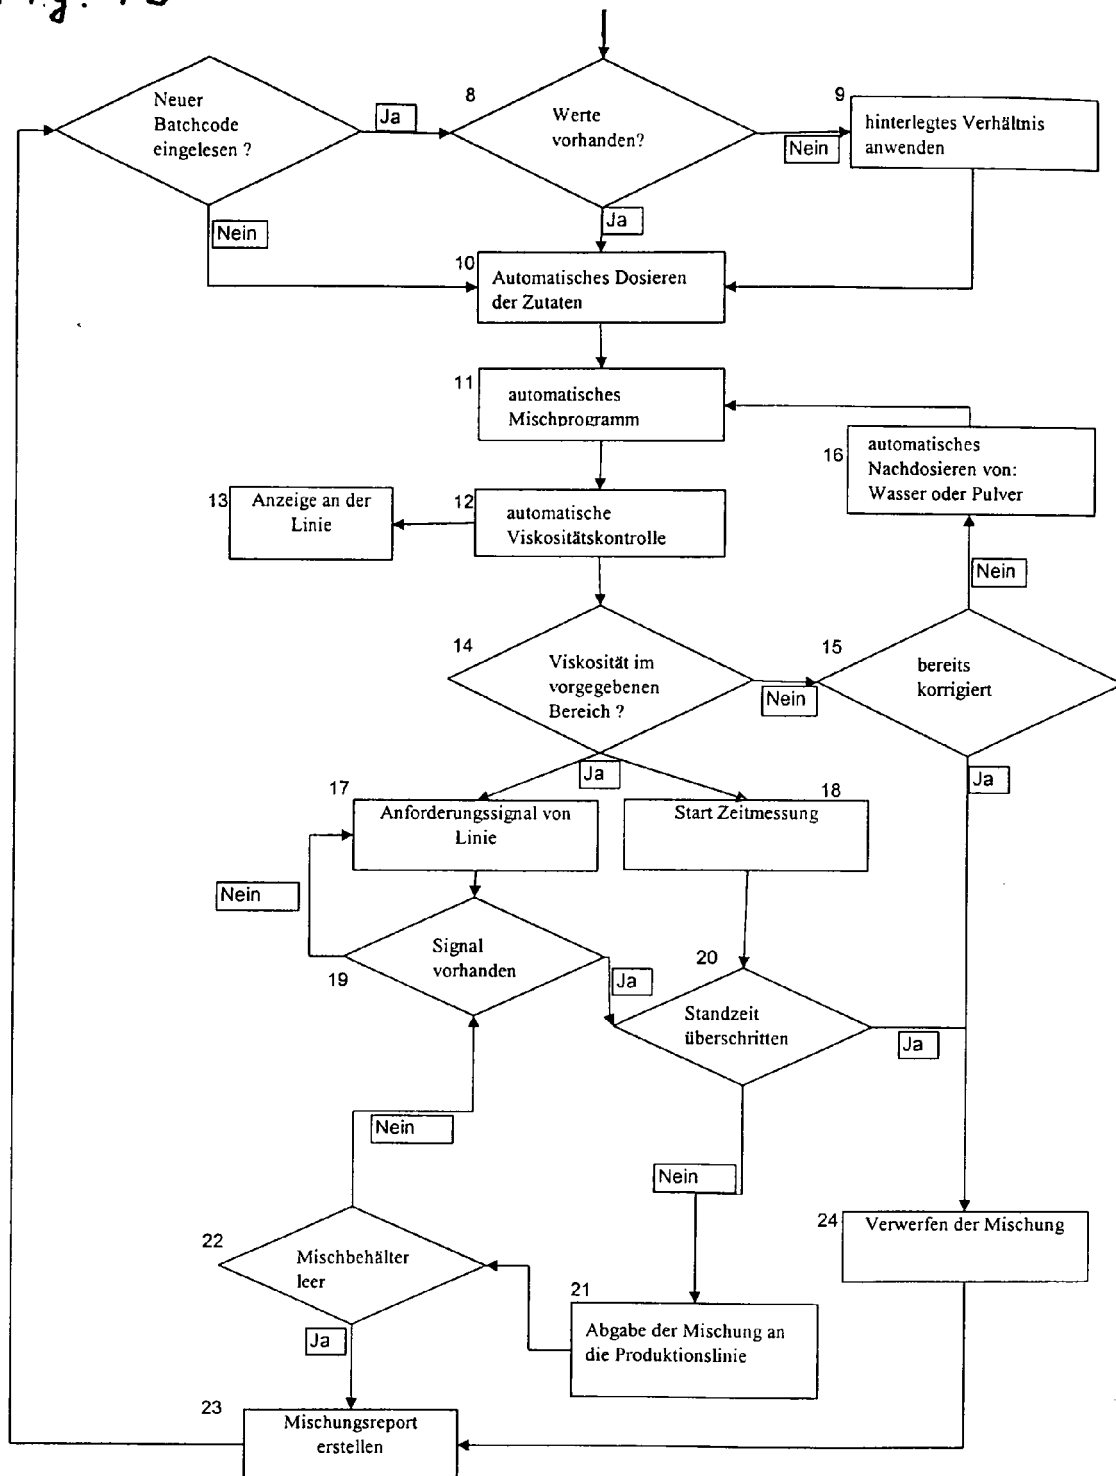 Fig. 1B
Neuer
Batchcode
eingelesen ?
Ja
8
Werte
vorhanden?
Nein
9
hinterlegtes Verhältnis
anwenden
Nein
Ja
10
Automatisches Dosieren
der Zutaten
11
automatisches
Mischprogramm
16
automatisches
Nachdosieren von:
Wasser oder Pulver
13
Anzeige an der
Linie
12
automatische
Viskositätskontrolle
Nein
14
Viskosität im
vorgegebenen
Bereich ?
Nein
15
bereits
korrigiert
Ja
Ja
17
Anforderungssignal von
Linie
18
Start Zeitmessung
Nein
19
Signal
vorhanden
Ja
20
Standzeit
überschritten
Ja
Nein
Nein
22
Mischbehälter
leer
24
Verwerfen der Mischung
21
Abgabe der Mischung an
die Produktionslinie
Ja
23
Mischungsreport
erstellen